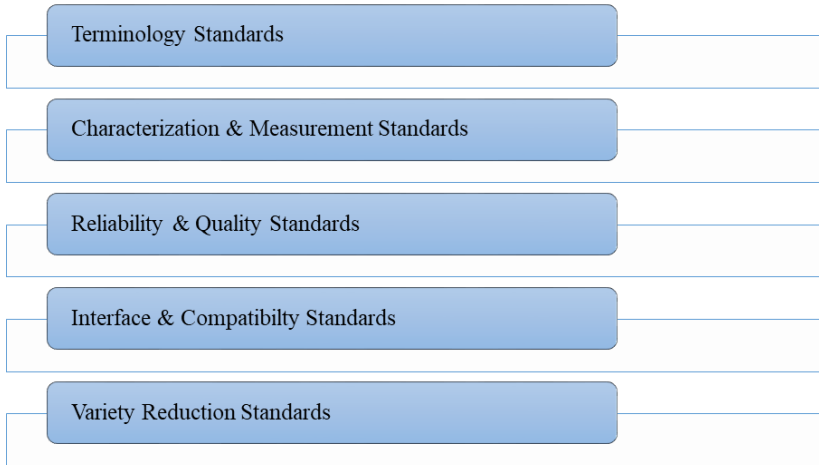 Terminology Standards
Characterization & Measurement Standards
Reliability & Quality Standards
Interface & Compatibilty Standards
Variety Reduction Standards